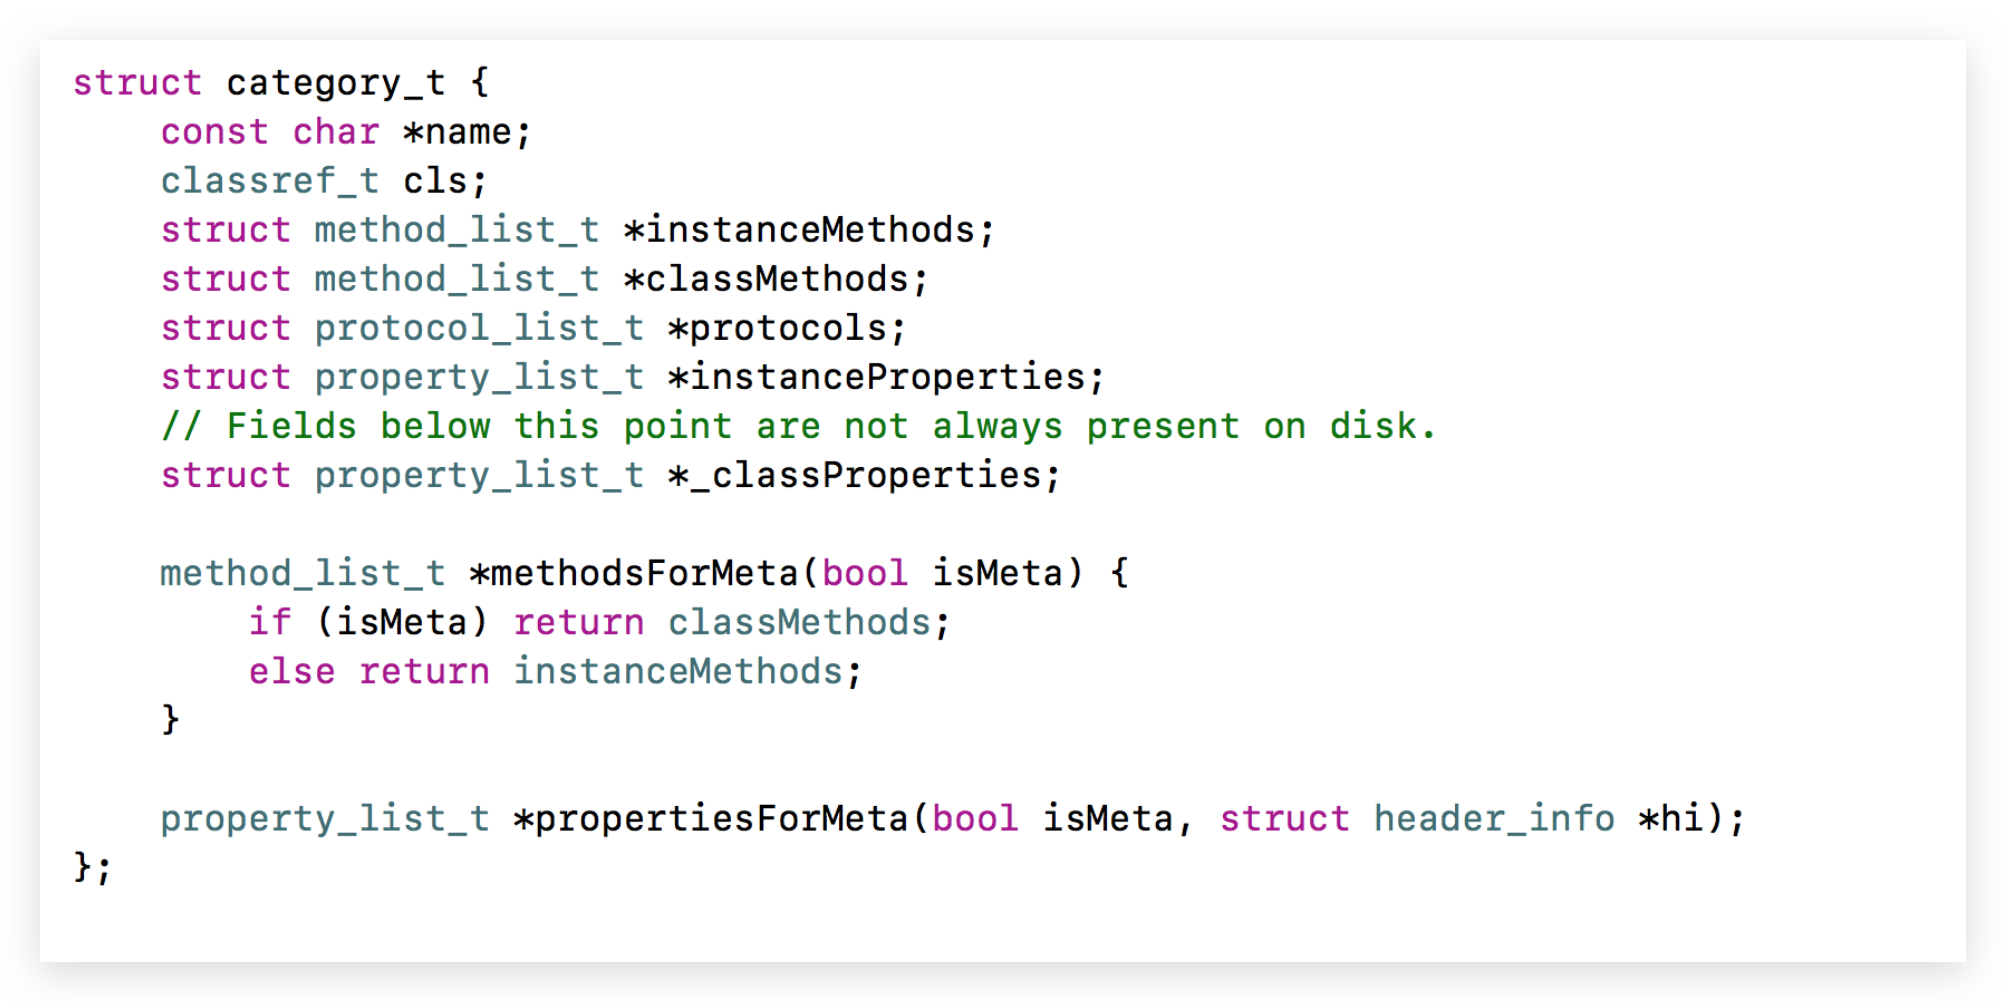 struct category_t {
    const char *name;
    classref_t cls;
    struct method_list_t *instanceMethods;
    struct method_list_t *classMethods;
    struct protocol_list_t *protocols;
    struct property_list_t *instanceProperties;
    // Fields below this point are not always present on disk.
    struct property_list_t *_classProperties;

    method_list_t *methodsForMeta(bool isMeta) {
        if (isMeta) return classMethods;
        else return instanceMethods;
    }

    property_list_t *propertiesForMeta(bool isMeta, struct header_info *hi);
};